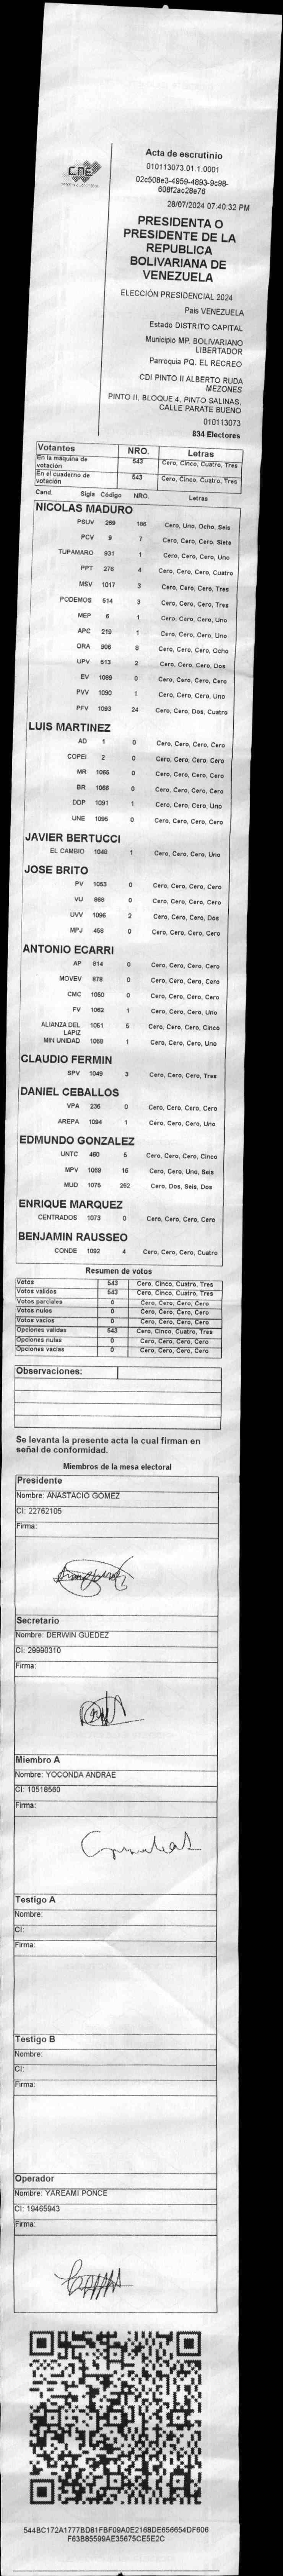 CNE
Acta de escrutinio
010113073.01.1.0001
02c508e3-4959-4893-9c98-
608f2ac28e76
28/07/2024 07:40:32 PM
PRESIDENTA O
PRESIDENTE DE LA
REPUBLICA
BOLIVARIANA DE
VENEZUELA
ELECCIÓN PRESIDENCIAL 2024
Pais VENEZUELA
Estado DISTRITO CAPITAL
Municipio MP. BOLIVARIANO
LIBERTADOR
Parroquia PQ. EL RECREO
CDI PINTO II ALBERTO RUDA
MEZONES
PINTO II, BLOQUE 4, PINTO SALINAS,
CALLE PARATE BUENO
010113073
834 Electores
Votantes NRO. Letras
En la máquina de votación 543 Cero, Cinco, Cuatro, Tres
En el cuaderno de votación 543 Cero, Cinco, Cuatro, Tres
Cand. Sigla Código NRO. Letras
NICOLAS MADURO
PSUV 269 186 Cero, Uno, Ocho, Seis
PCV 9 7 Cero, Cero, Cero, Siete
TUPAMARO 931 1 Cero, Cero, Cero, Uno
PPT 276 4 Cero, Cero, Cero, Cuatro
MSV 1017 3 Cero, Cero, Cero, Tres
PODEMOS 514 3 Cero, Cero, Cero, Tres
MEP 6 1 Cero, Cero, Cero, Uno
APC 219 1 Cero, Cero, Cero, Uno
ORA 906 8 Cero, Cero, Cero, Ocho
UPV 613 2 Cero, Cero, Cero, Dos
EV 1089 0 Cero, Cero, Cero, Cero
PVV 1090 1 Cero, Cero, Cero, Uno
PFV 1093 24 Cero, Cero, Dos, Cuatro
LUIS MARTINEZ
AD 1 0 Cero, Cero, Cero, Cero
COPEI 2 0 Cero, Cero, Cero, Cero
MR 1065 0 Cero, Cero, Cero, Cero
BR 1066 0 Cero, Cero, Cero, Cero
DDP 1091 1 Cero, Cero, Cero, Uno
UNE 1095 0 Cero, Cero, Cero, Cero
JAVIER BERTUCCI
EL CAMBIO 1048 1 Cero, Cero, Cero, Uno
JOSE BRITO
PV 1053 0 Cero, Cero, Cero, Cero
VU 868 0 Cero, Cero, Cero, Cero
UVV 1096 2 Cero, Cero, Cero, Dos
MPJ 459 0 Cero, Cero, Cero, Cero
ANTONIO ECARRI
AP 814 0 Cero, Cero, Cero, Cero
MOVEV 878 0 Cero, Cero, Cero, Cero
CMC 1050 0 Cero, Cero, Cero, Cero
FV 1062 1 Cero, Cero, Cero, Uno
ALIANZA DEL LAPIZ 1051 5 Cero, Cero, Cero, Cinco
MIN UNIDAD 1069 1 Cero, Cero, Cero, Uno
CLAUDIO FERMIN
SPV 1049 3 Cero, Cero, Cero, Tres
DANIEL CEBALLOS
VPA 236 0 Cero, Cero, Cero, Cero
AREPA 1094 1 Cero, Cero, Cero, Uno
EDMUNDO GONZALEZ
UNTC 460 5 Cero, Cero, Cero, Cinco
MPV 1069 16 Cero, Cero, Uno, Seis
MUD 1076 262 Cero, Dos, Seis, Dos
ENRIQUE MARQUEZ
CENTRADOS 1073 0 Cero, Cero, Cero, Cero
BENJAMIN RAUSSEO
CONDE 1092 4 Cero, Cero, Cero, Cuatro
Resumen de votos
Votos 543 Cero, Cinco, Cuatro, Tres
Votos validos 543 Cero, Cinco, Cuatro, Tres
Votos parciales 0 Cero, Cero, Cero, Cero
Votos nulos 0 Cero, Cero, Cero, Cero
Votos vacios 0 Cero, Cero, Cero, Cero
Opciones validas 543 Cero, Cinco, Cuatro, Tres
Opciones nulas 0 Cero, Cero, Cero, Cero
Opciones vacias 0 Cero, Cero, Cero, Cero
Observaciones:
Se levanta la presente acta la cual firman en
señal de conformidad.
Miembros de la mesa electoral
Presidente
Nombre: ANASTACIO GOMEZ
CI: 22762105
Firma:
Secretario
Nombre: DERWIN GUEDEZ
CI: 29990310
Firma:
Miembro A
Nombre: YOCONDA ANDRAE
CI: 10518560
Firma:
Testigo A
Nombre:
CI:
Firma:
Testigo B
Nombre:
CI:
Firma:
Operador
Nombre: YAREAMI PONCE
CI: 19465943
Firma:
544BC172A1777BD81FBF09A0E2168DE656654DF606
F63B85599AE35675CE5E2C